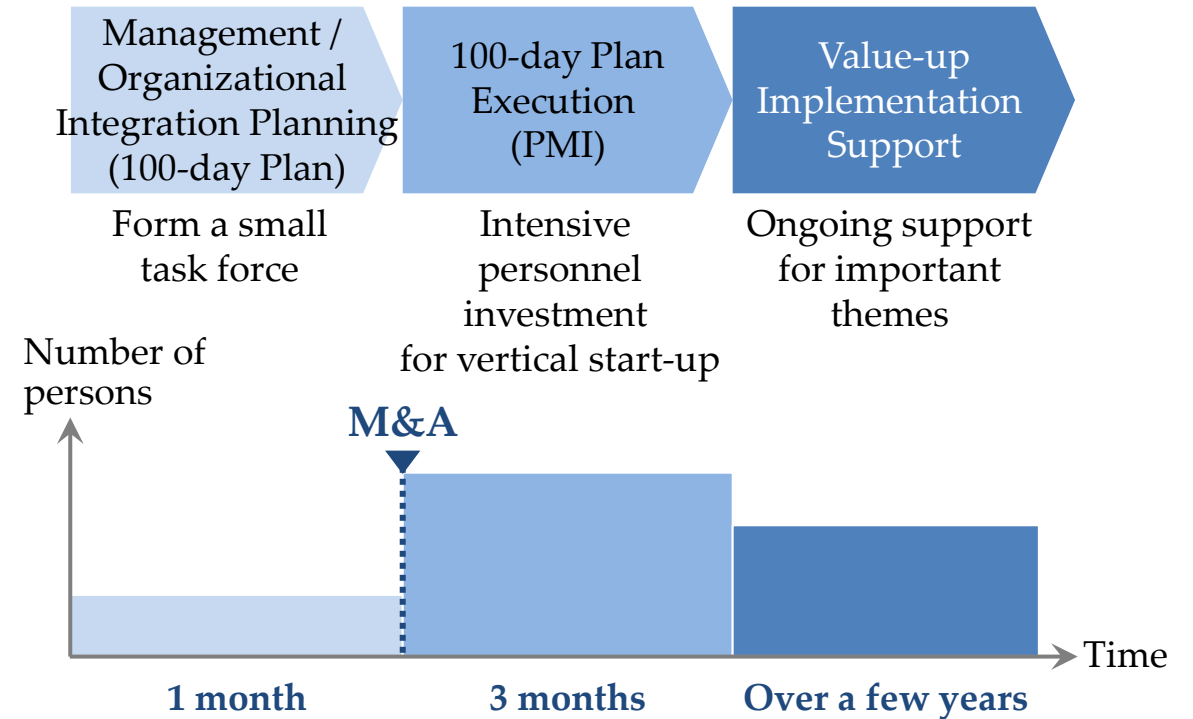 Management /
Organizational
Integration Planning
(100-day Plan)
100-day Plan
Execution
(PMI)
Value-up
Implementation
Support
Form a small
task force
Intensive
personnel
investment
for vertical start-up
Ongoing support
for important
themes
Number of
persons
M&A
Time
1 month
3 months
Over a few years